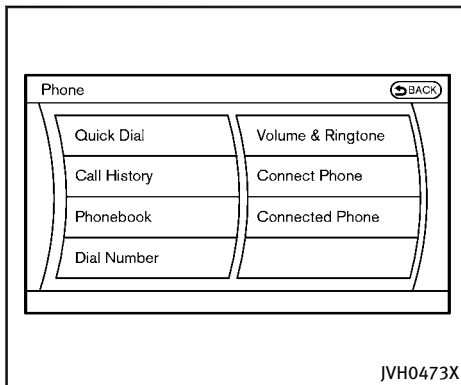 Phone
BACK
Quick Dial
Volume & Ringtone
Call History
Connect Phone
Phonebook
Connected Phone
Dial Number
JVH0473X